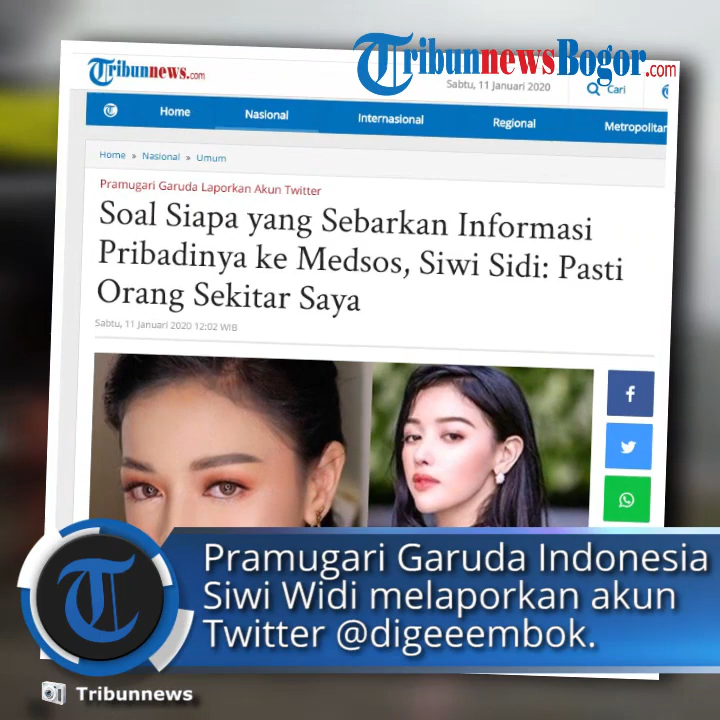 TribunnewsBogor.com
Tribunnews.com
Sabtu, 11 Januari 2020
Cari
Home Nasional Internasional Regional Metropolitan
Home » Nasional » Umum
Pramugari Garuda Laporkan Akun Twitter
Soal Siapa yang Sebarkan Informasi
Pribadinya ke Medsos, Siwi Sidi: Pasti
Orang Sekitar Saya
Sabtu, 11 Januari 2020 12:02 WIB
f
T
Pramugari Garuda Indonesia
Siwi Widi melaporkan akun
Twitter @digeeembok.
Tribunnews